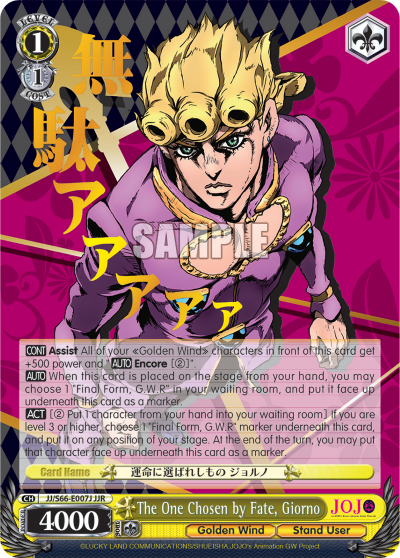 LEVEL
1
1
COST
無駄アアアアア
SAMPLE
CONT Assist All of your «Golden Wind» characters in front of this card get
+500 power and "AUTO Encore [②]".
AUTO When this card is placed on the stage from your hand, you may
choose 1 "Final Form, G.W.R" in your waiting room, and put it face up
underneath this card as a marker.
ACT [② Put 1 character from your hand into your waiting room] If you are
level 3 or higher, choose 1 "Final Form, G.W.R" marker underneath this card,
and put it on any position of your stage. At the end of the turn, you may put
that character face up underneath this card as a marker.
Card Name
運命に選ばれしもの ジョルノ
CH JJ/S66-E007J JJR
The One Chosen by Fate, Giorno
JOJO
POWER
4000
SOUL
Golden Wind
Stand User
©LUCKY LAND COMMUNICATIONS/SHUEISHA,JOJO's Animation GW Project